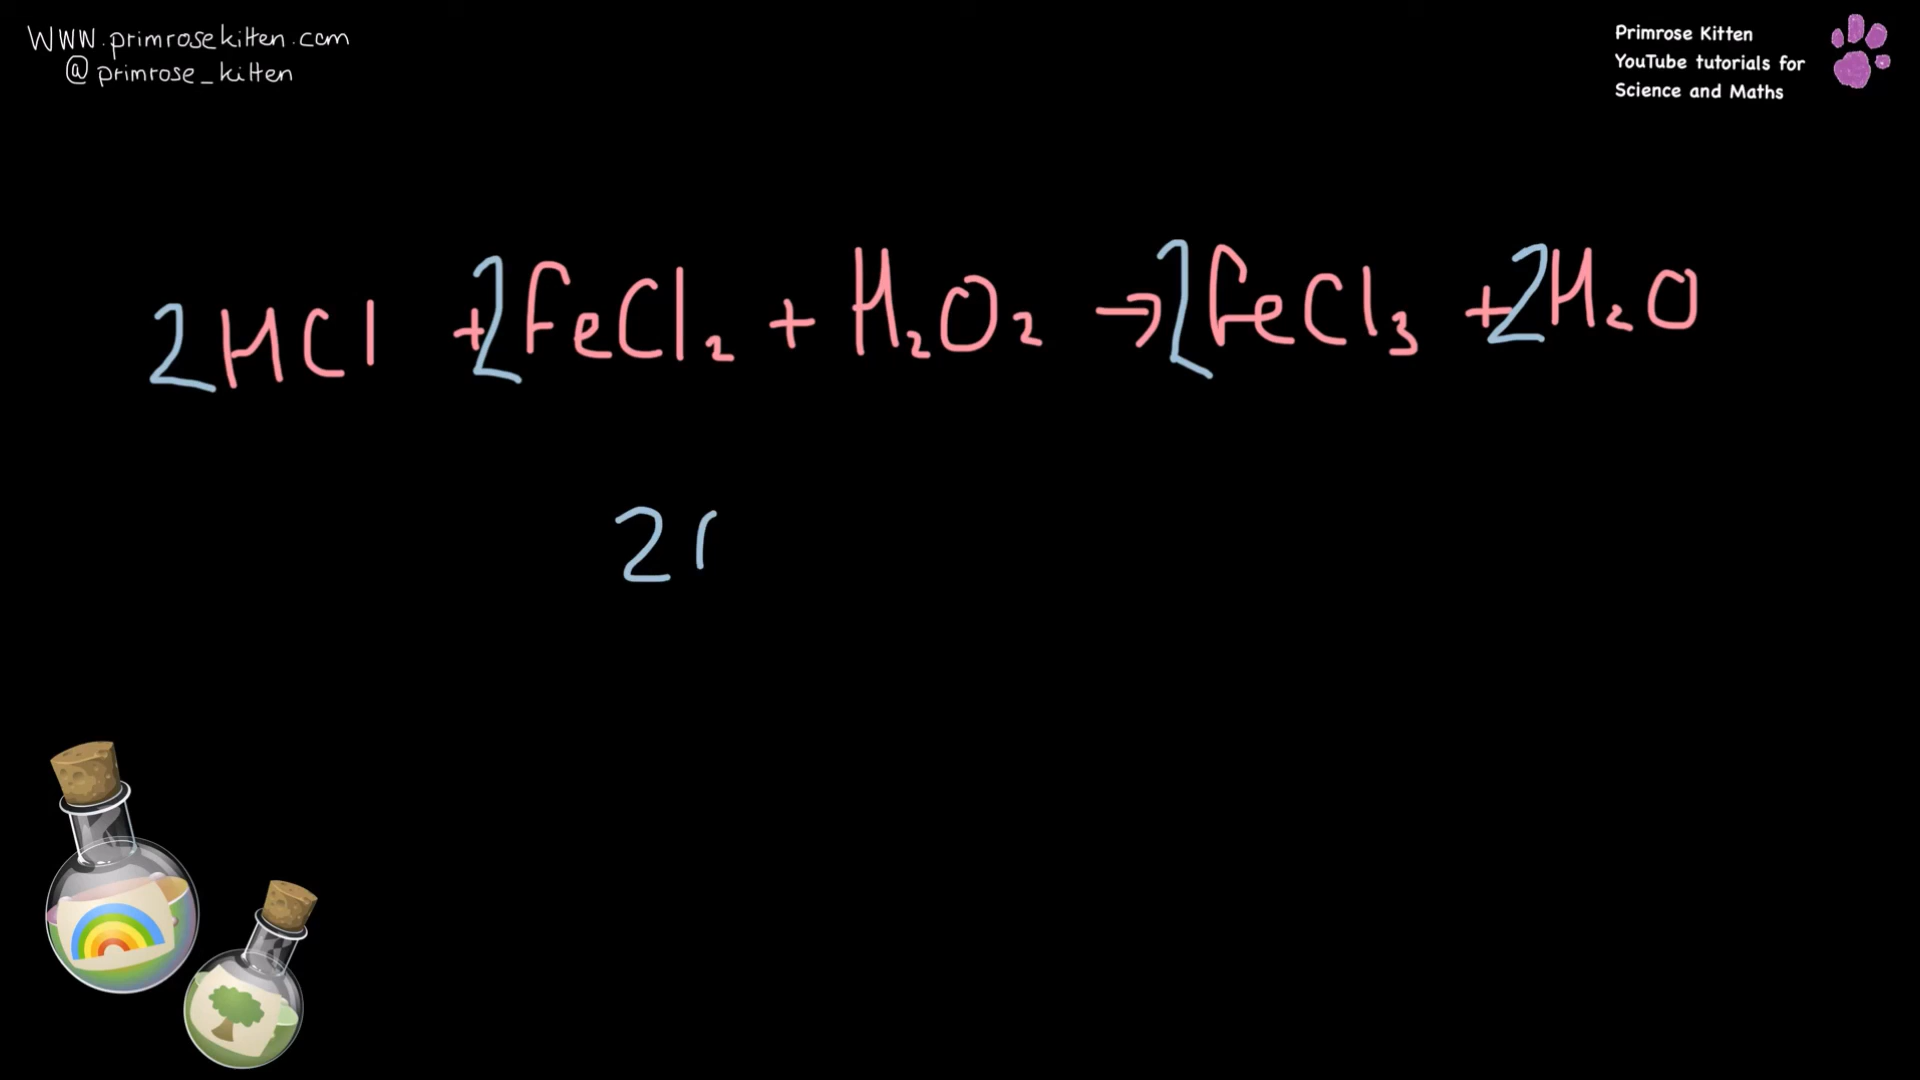 WWW.primrosekitten.com
@primrose_kitten
Primrose Kitten
YouTube tutorials for
Science and Maths
2HCl +2FeCl₂ + H₂O₂ →2FeCl₃ +2H₂O
2